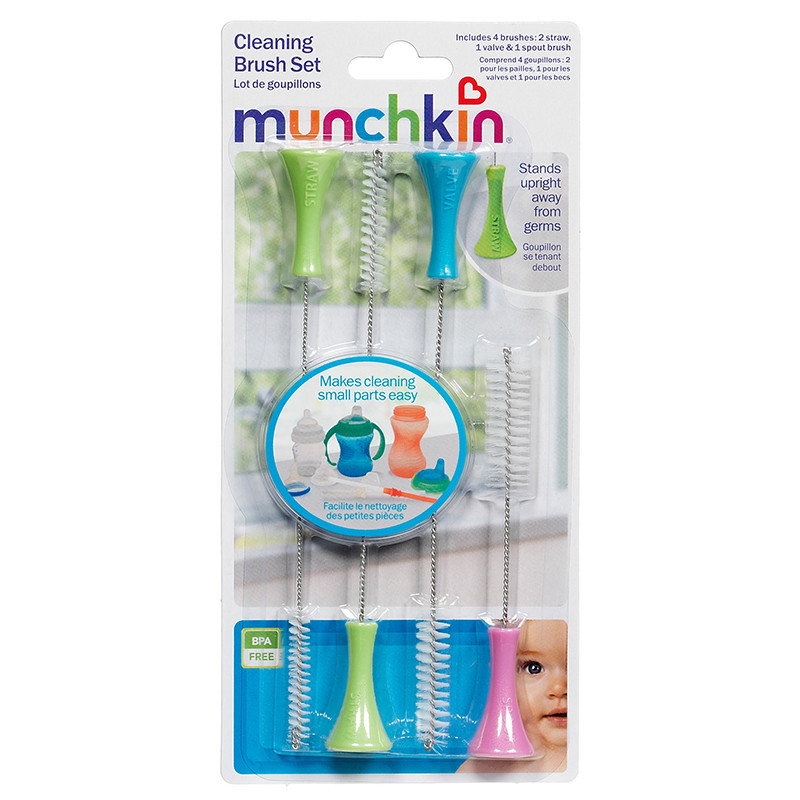 Cleaning
Brush Set
Lot de goupillons
Includes 4 brushes: 2 straw,
1 valve & 1 spout brush
Comprend 4 goupillons : 2
pour les pailles, 1 pour les
valves et 1 pour les becs
munchkin®
STRAW
VALVE
STRAW
Stands
upright
away
from
germs
Goupillon
se tenant
debout
Makes cleaning
small parts easy
Facilite le nettoyage
des petites pièces
BPA
FREE
STRAW